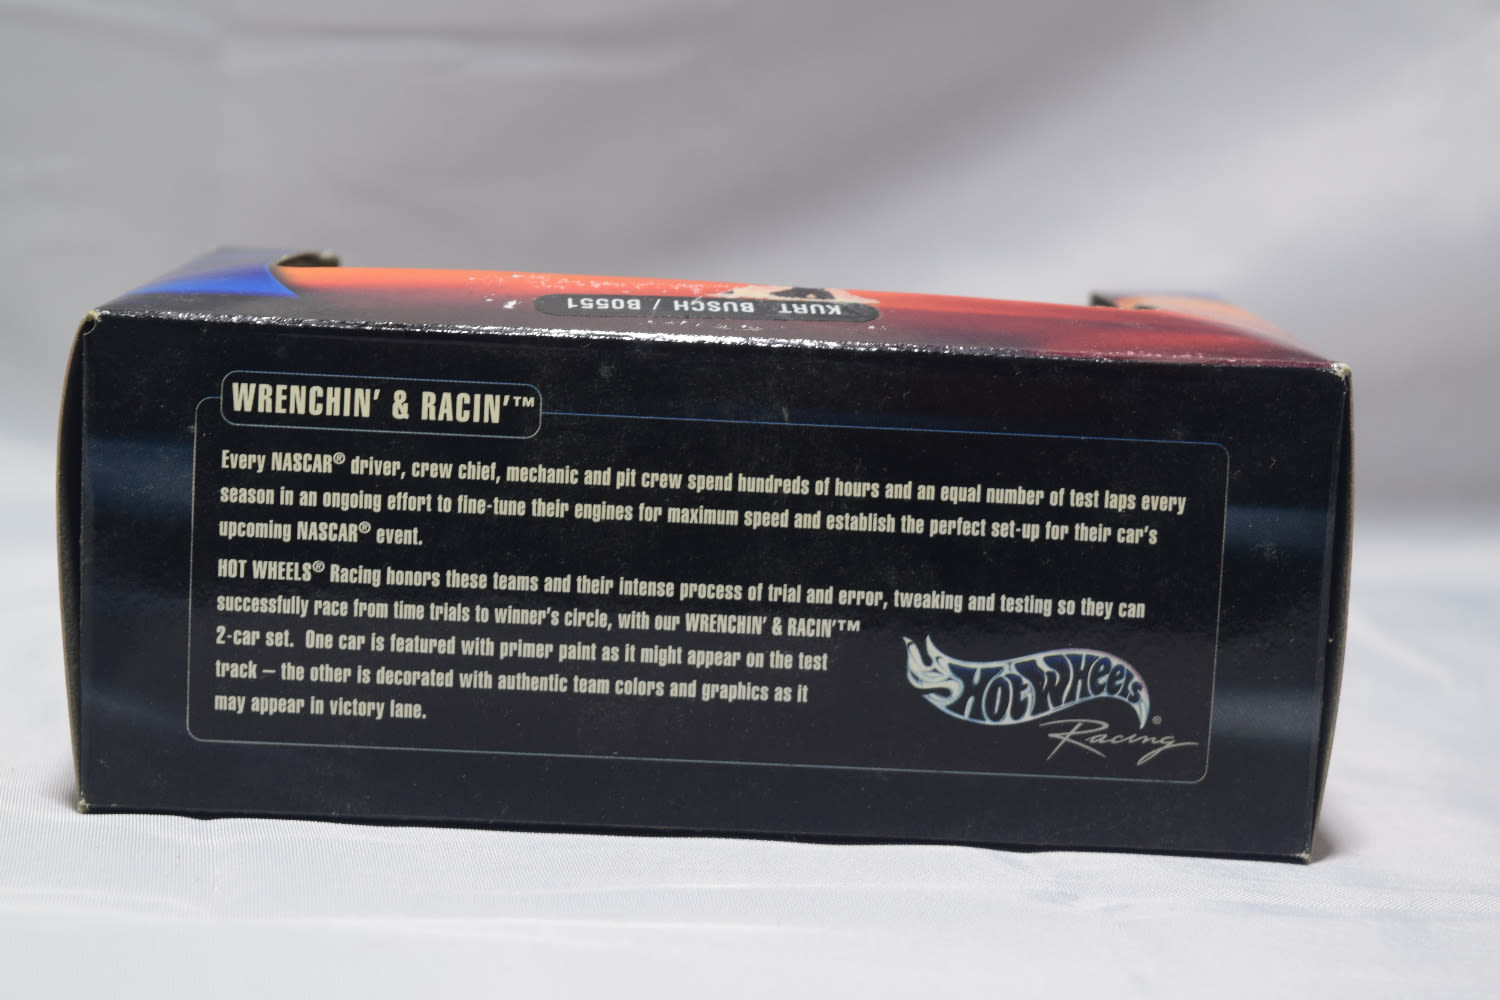 KURT BUSCH / B0551
WRENCHIN' & RACIN'™
Every NASCAR® driver, crew chief, mechanic and pit crew spend hundreds of hours and an equal number of test laps every
season in an ongoing effort to fine-tune their engines for maximum speed and establish the perfect set-up for their car's
upcoming NASCAR® event.
HOT WHEELS® Racing honors these teams and their intense process of trial and error, tweaking and testing so they can
successfully race from time trials to winner's circle, with our WRENCHIN' & RACIN'™
2-car set. One car is featured with primer paint as it might appear on the test
track – the other is decorated with authentic team colors and graphics as it
may appear in victory lane.
HOT WHEELS®
Racing